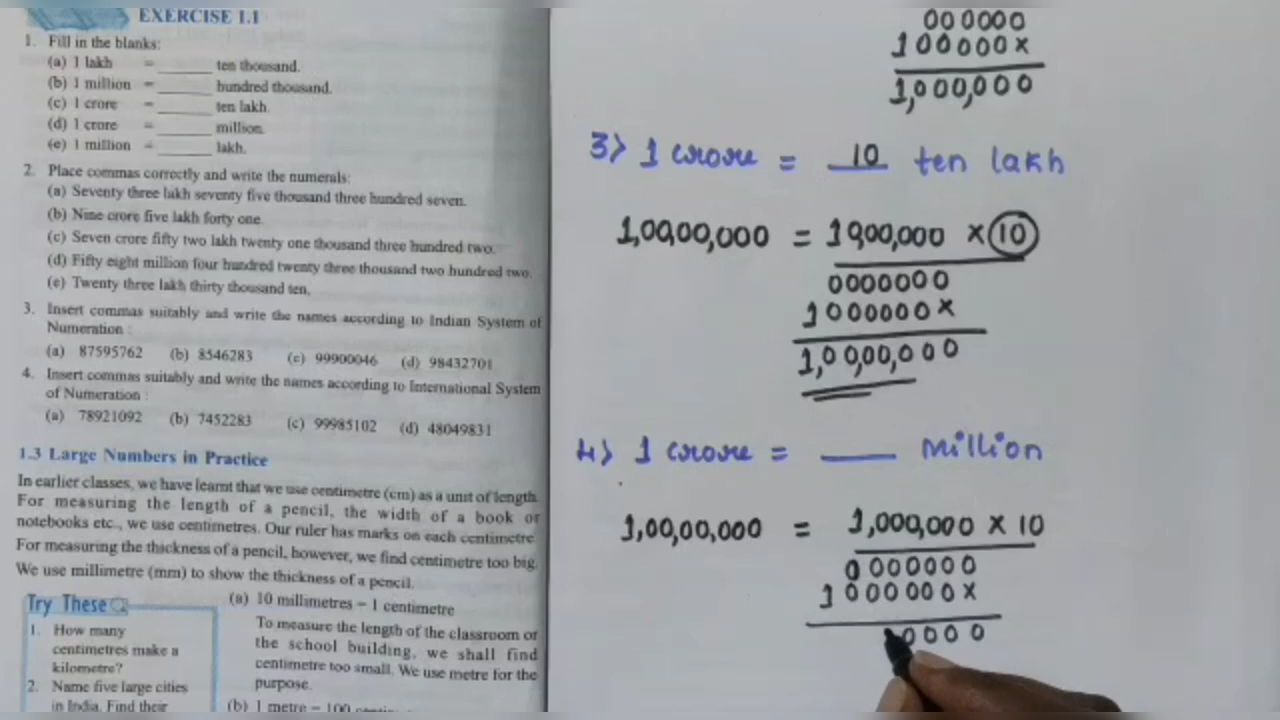 EXERCISE 1.1
1. Fill in the blanks:
(a) 1 lakh = ______ ten thousand.
(b) 1 million = ______ hundred thousand.
(c) 1 crore = ______ ten lakh.
(d) 1 crore = ______ million.
(e) 1 million = ______ lakh.
2. Place commas correctly and write the numerals:
(a) Seventy three lakh seventy five thousand three hundred seven.
(b) Nine crore five lakh forty one.
(c) Seven crore fifty two lakh twenty one thousand three hundred two.
(d) Fifty eight million four hundred twenty three thousand two hundred two.
(e) Twenty three lakh thirty thousand ten.
3. Insert commas suitably and write the names according to Indian System of
Numeration :
(a) 87595762 (b) 8546283 (c) 99900046 (d) 98432701
4. Insert commas suitably and write the names according to International System
of Numeration :
(a) 78921092 (b) 7452283 (c) 99985102 (d) 48049831
1.3 Large Numbers in Practice
In earlier classes, we have learnt that we use centimetre (cm) as a unit of length.
For measuring the length of a pencil, the width of a book or
notebooks etc., we use centimetres. Our ruler has marks on each centimetre.
For measuring the thickness of a pencil, however, we find centimetre too big.
We use millimetre (mm) to show the thickness of a pencil.
Try These
1. How many
centimetres make a
kilometre?
2. Name five large cities
in India. Find their
(a) 10 millimetres = 1 centimetre
To measure the length of the classroom or
the school building, we shall find
centimetre too small. We use metre for the
purpose.
(b) 1 metre = 100
000000
100000×
1,000,000
3) 1 crore = 10 ten lakh
1,00,00,000 = 10,00,000 × 10
0000000
1000000×
1,00,00,000
4) 1 crore = ___ Million
1,00,00,000 = 1,000,000 × 10
0000000
1000000×
0000